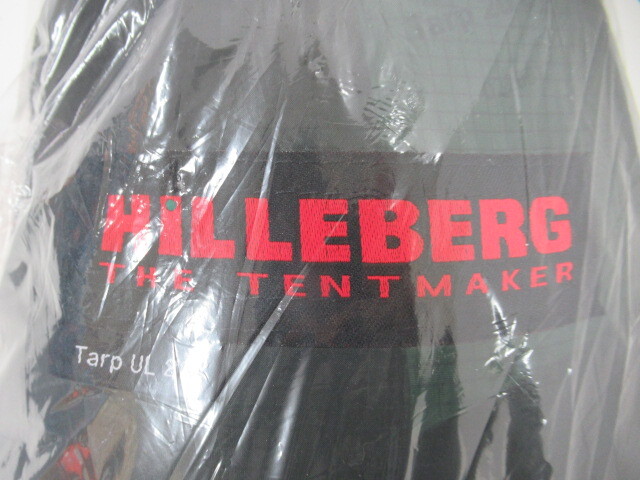 HILLEBERG
THE TENTMAKER
Tarp UL